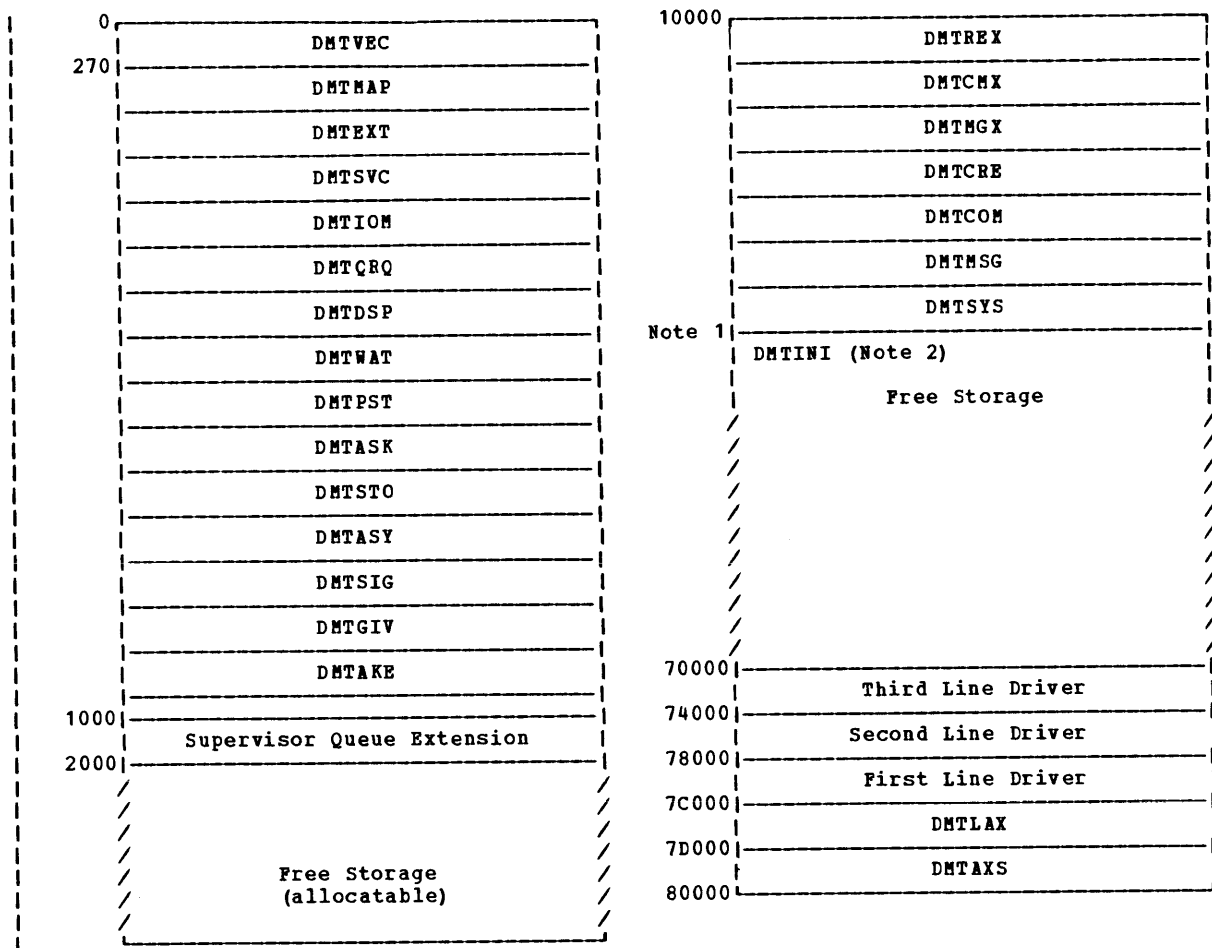 0
DMTVEC
270
DMTMAP
DMTEXT
DMTSVC
DMTIOM
DMTQRQ
DMTDSP
DMTWAT
DMTPST
DMTASK
DMTSTO
DMTASY
DMTSIG
DMTGIV
DMTAKE
1000
Supervisor Queue Extension
2000
Free Storage
(allocatable)
10000
DMTREX
DMTCMX
DMTMGX
DMTCRE
DMTCOM
DMTMSG
DMTSYS
Note 1
DMTINI (Note 2)
Free Storage
70000
Third Line Driver
74000
Second Line Driver
78000
First Line Driver
7C000
DMTLAX
7D000
DMTAXS
80000